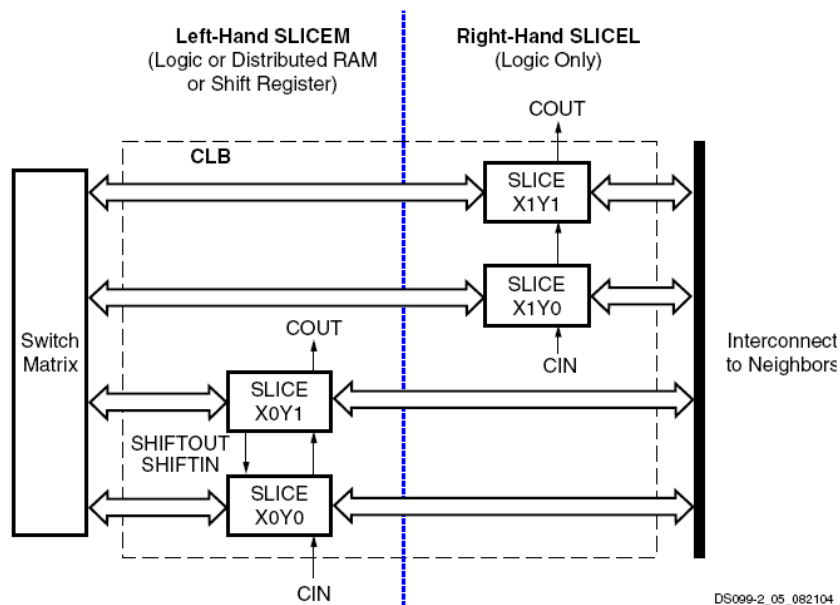 Left-Hand SLICEM
(Logic or Distributed RAM
or Shift Register)
Right-Hand SLICEL
(Logic Only)
COUT
CLB
SLICE
X1Y1
SLICE
X1Y0
COUT
CIN
Switch
Matrix
Interconnect
to Neighbors
SLICE
X0Y1
SHIFTOUT
SHIFTIN
SLICE
X0Y0
CIN
DS099-2_05_082104